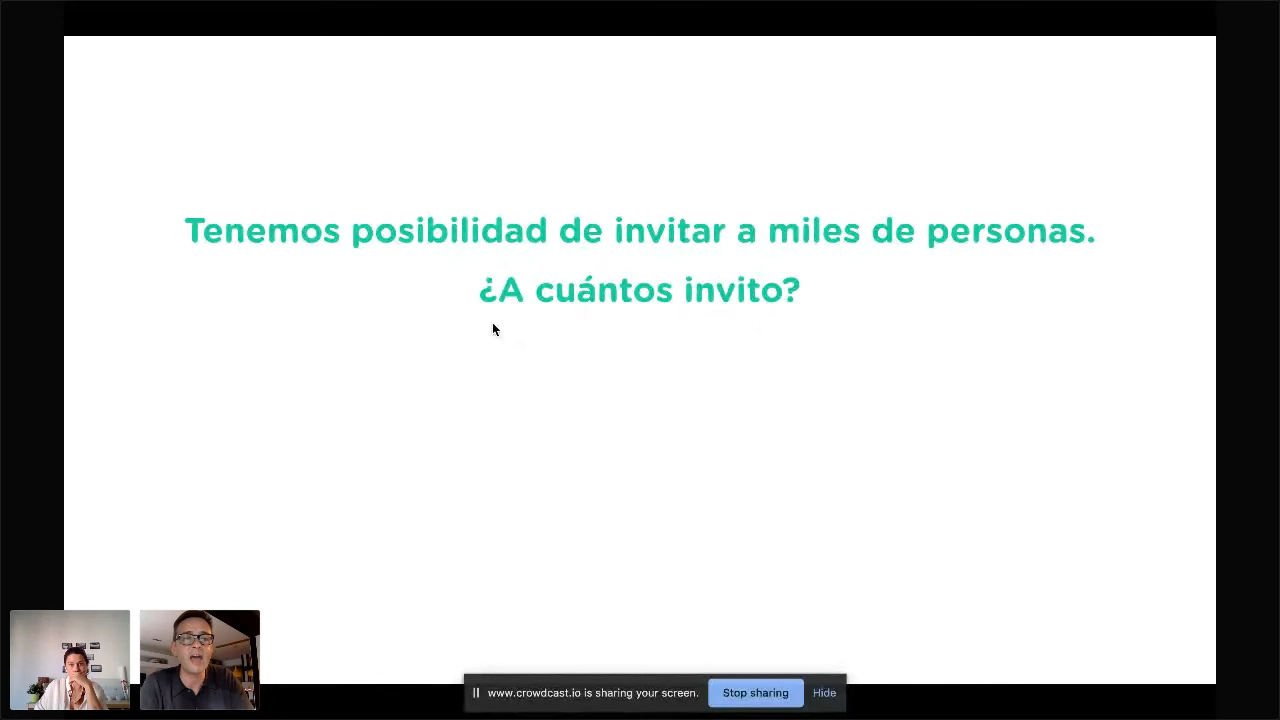 Tenemos posibilidad de invitar a miles de personas.
¿A cuántos invito?
www.crowdcast.io is sharing your screen. Stop sharing Hide